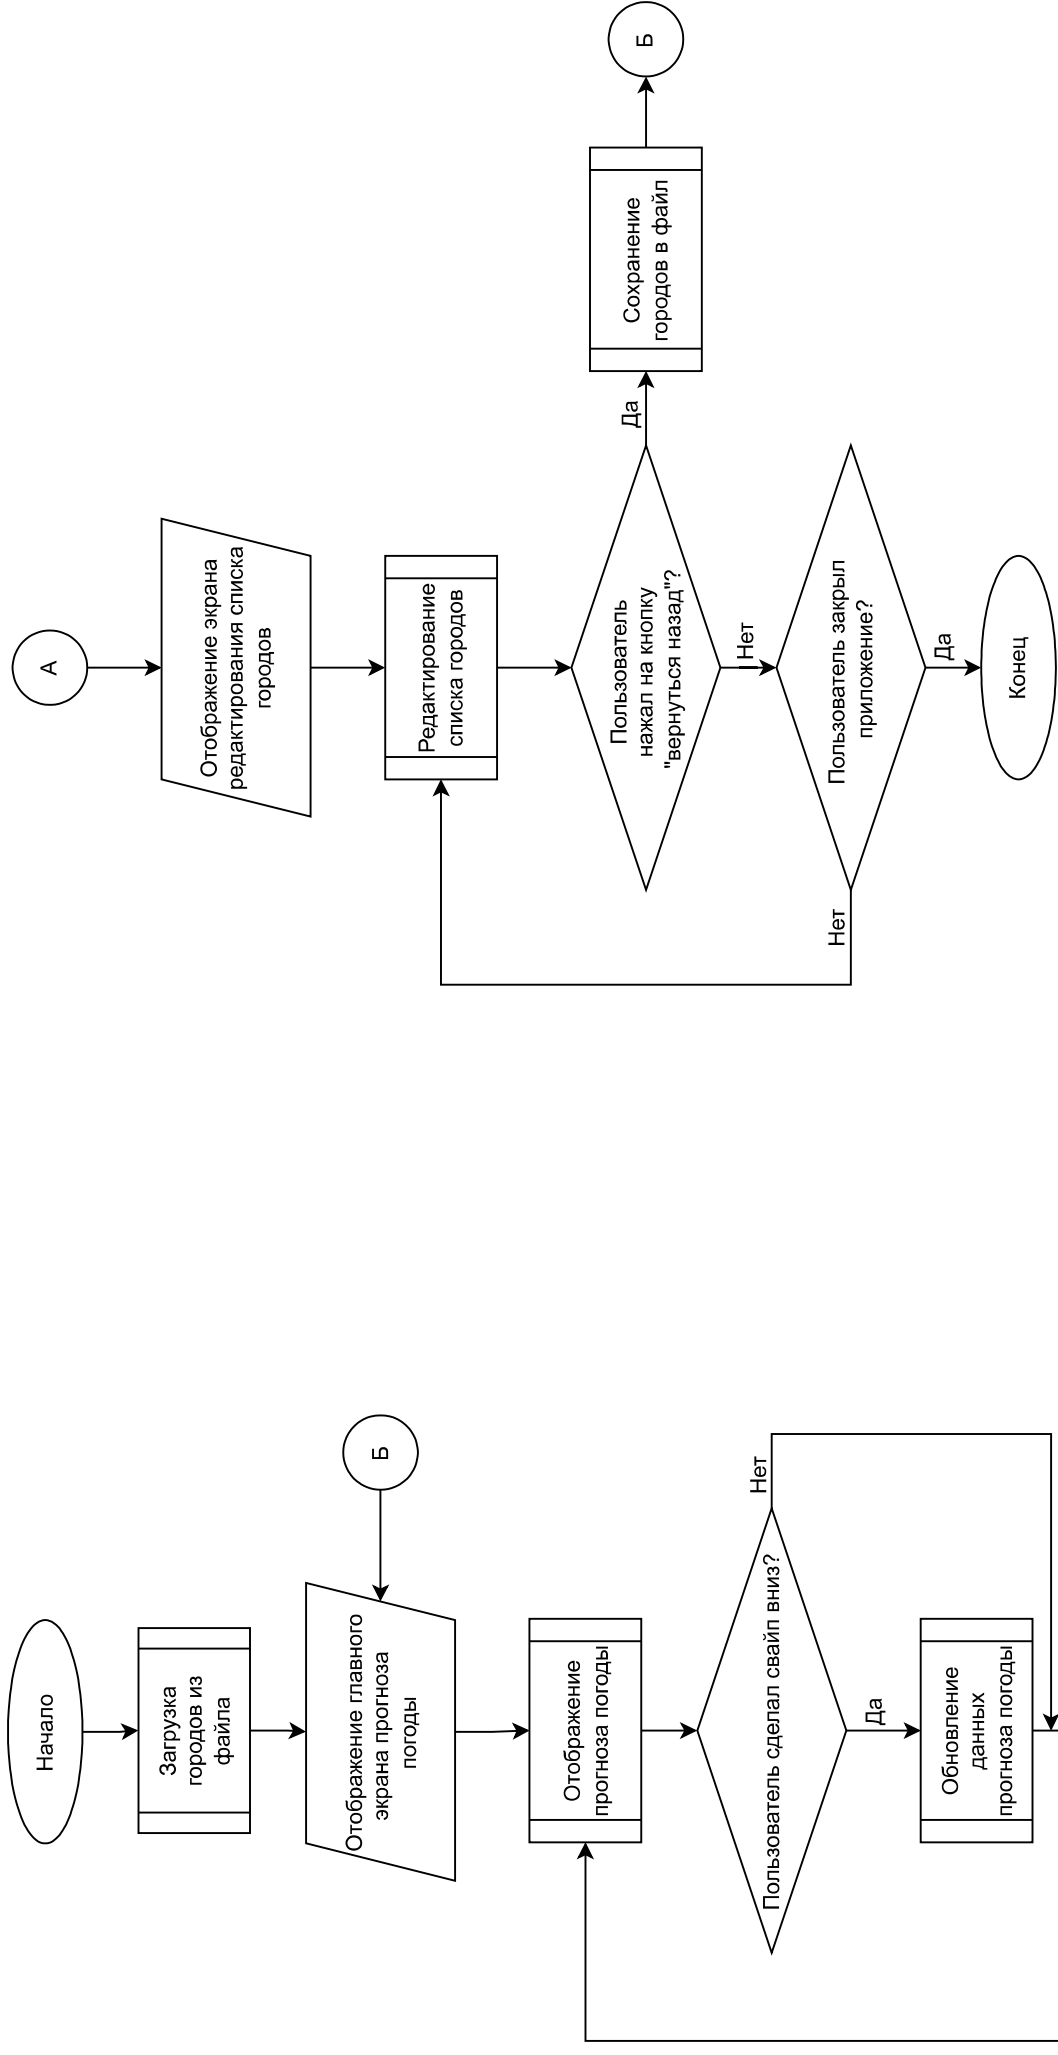 Начало
Загрузка
городов из
файла
Отображение главного
экрана прогноза
погоды
Б
Отображение
прогноза погоды
Пользователь сделал свайп вниз?
Нет
Да
Обновление
данных
прогноза погоды
А
Отображение экрана
редактирования списка
городов
Редактирование
списка городов
Пользователь
нажал на кнопку
"вернуться назад"?
Да
Сохранение
городов в файл
Б
Нет
Пользователь закрыл
приложение?
Нет
Да
Конец